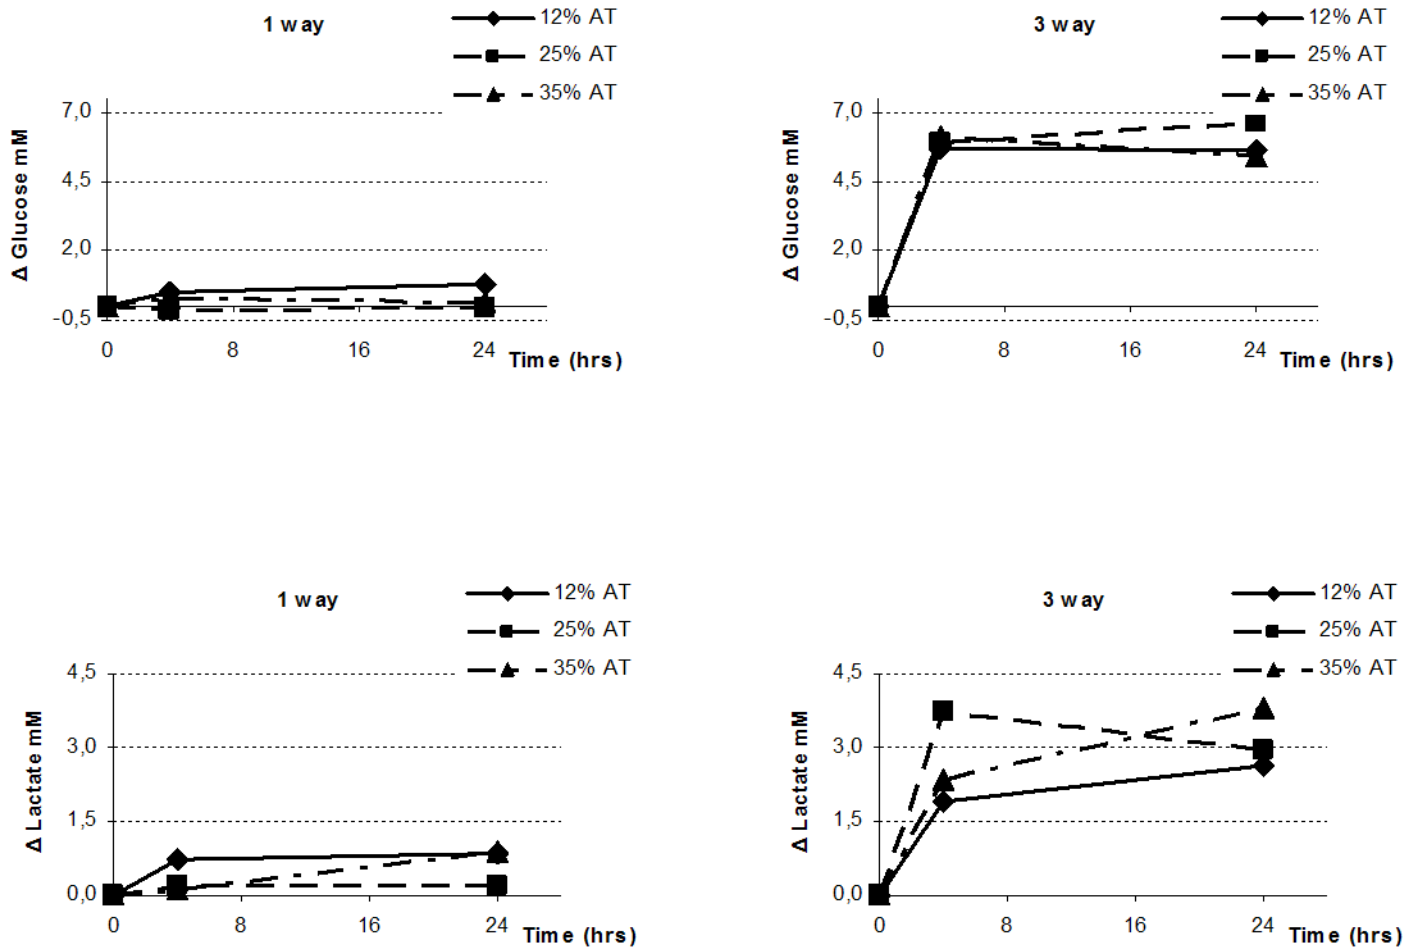 1 way
12% AT
25% AT
35% AT
Δ Glucose mM
7,0
4,5
2,0
-0,5
0
8
16
24
Time (hrs)
3 way
12% AT
25% AT
35% AT
Δ Glucose mM
7,0
4,5
2,0
-0,5
0
8
16
24
Time (hrs)
1 way
12% AT
25% AT
35% AT
Δ Lactate mM
4,5
3,0
1,5
0,0
0
8
16
24
Time (hrs)
3 way
12% AT
25% AT
35% AT
Δ Lactate mM
4,5
3,0
1,5
0,0
0
8
16
24
Time (hrs)